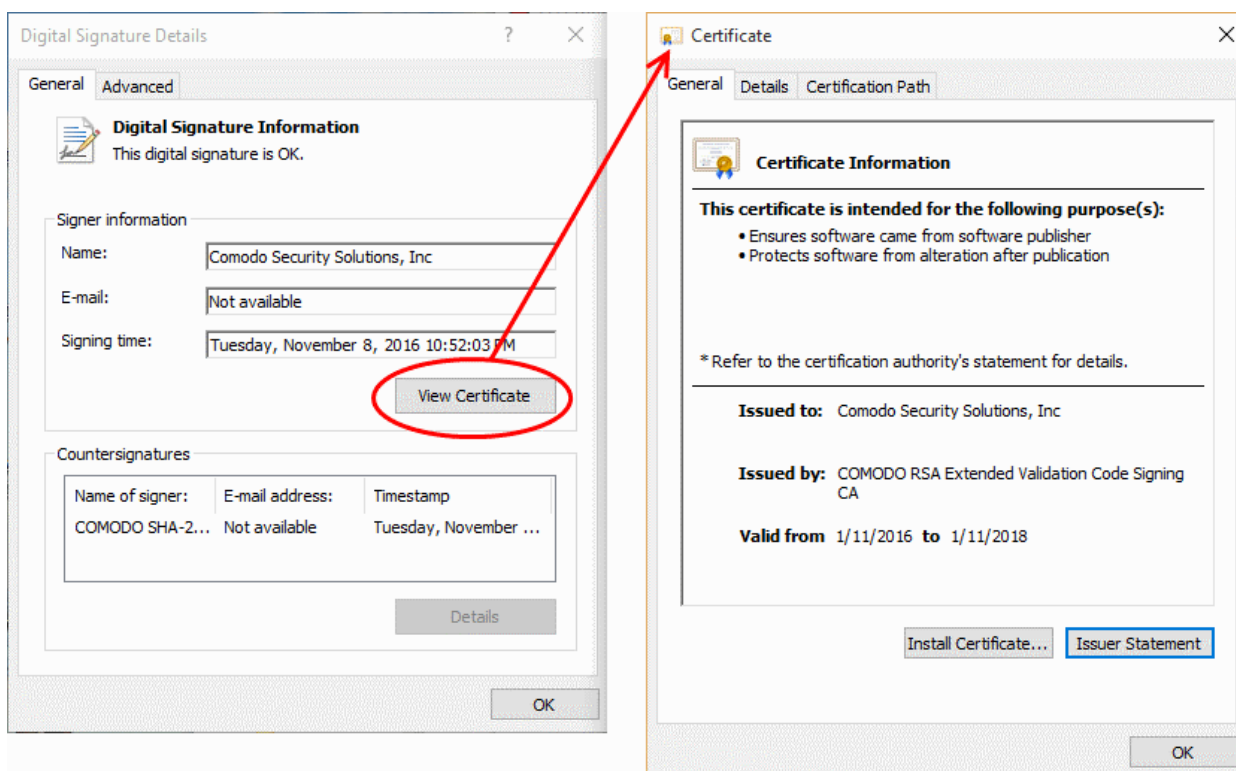 Digital Signature Details ?
General Advanced
Digital Signature Information
This digital signature is OK.
Signer information
Name: Comodo Security Solutions, Inc
E-mail: Not available
Signing time: Tuesday, November 8, 2016 10:52:03 PM
View Certificate
Countersignatures
Name of signer: E-mail address: Timestamp
COMODO SHA-2... Not available Tuesday, November ...
Details
OK
Certificate
General Details Certification Path
Certificate Information
This certificate is intended for the following purpose(s):
• Ensures software came from software publisher
• Protects software from alteration after publication
* Refer to the certification authority's statement for details.
Issued to: Comodo Security Solutions, Inc
Issued by: COMODO RSA Extended Validation Code Signing
CA
Valid from 1/11/2016 to 1/11/2018
Install Certificate... Issuer Statement
OK